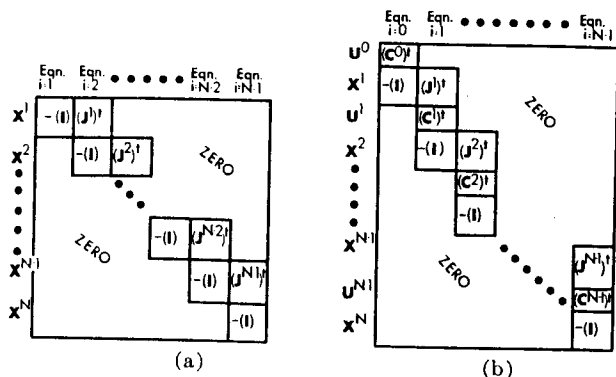 Eqn. i:1 Eqn. i:2 Eqn. i:N-2 Eqn. i:N-1
X¹ -(I) (J¹)†
X² -(I) (J²)†
ZERO
-(I) (J^N-2)†
ZERO
X^N-1 -(I) (J^N-1)†
X^N -(I)
(a)
Eqn. i:0 Eqn. i:1 Eqn. i=N-1
U⁰ (C⁰)†
X¹ -(I) (J¹)†
U¹ (C¹)†
X² -(I) (J²)†
ZERO
(C²)†
-(I)
X^N-1 (J^N-1)†
ZERO
U^N-1 (C^N-1)†
X^N -(I)
(b)